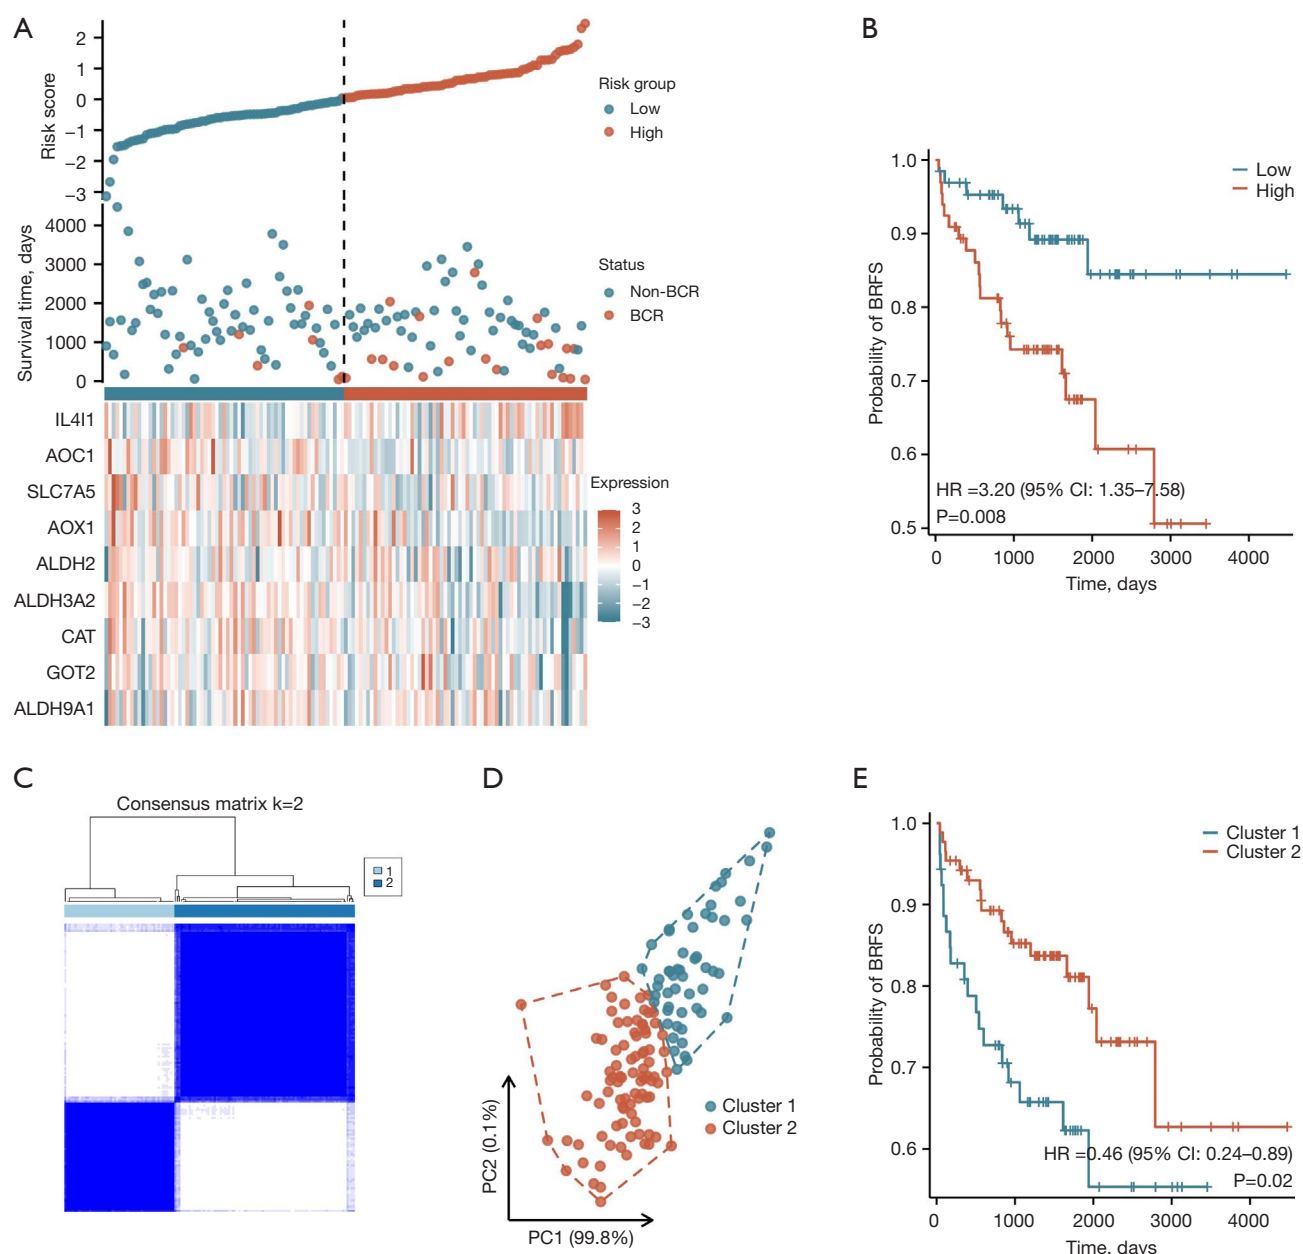 A
Risk score
2
1
0
−1
−2
−3
Risk group
Low
High
Survival time, days
4000
3000
2000
1000
0
Status
Non-BCR
BCR
IL4I1
AOC1
SLC7A5
AOX1
ALDH2
ALDH3A2
CAT
GOT2
ALDH9A1
Expression
3
2
1
0
−1
−2
−3
B
Probability of BRFS
1.0
0.9
0.8
0.7
0.6
0.5
Low
High
HR =3.20 (95% CI: 1.35–7.58)
P=0.008
0 1000 2000 3000 4000
Time, days
C
Consensus matrix k=2
1
2
D
PC2 (0.1%)
PC1 (99.8%)
Cluster 1
Cluster 2
E
Probability of BRFS
1.0
0.9
0.8
0.7
0.6
Cluster 1
Cluster 2
HR =0.46 (95% CI: 0.24–0.89)
P=0.02
0 1000 2000 3000 4000
Time, days